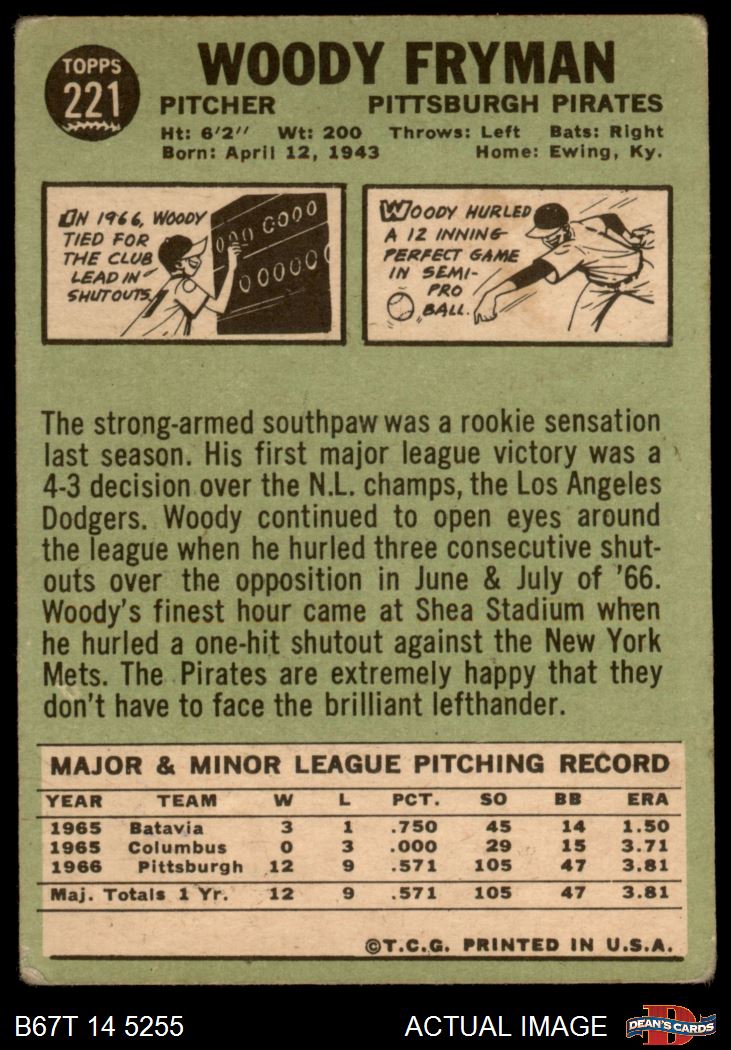 TOPPS
221
WOODY FRYMAN
PITCHER PITTSBURGH PIRATES
Ht: 6'2" Wt: 200 Throws: Left Bats: Right
Born: April 12, 1943 Home: Ewing, Ky.
IN 1966, WOODY
TIED FOR
THE CLUB
LEAD IN
SHUTOUTS.
WOODY HURLED
A 12 INNING
PERFECT GAME
IN SEMI-
PRO
BALL.
The strong-armed southpaw was a rookie sensation
last season. His first major league victory was a
4-3 decision over the N.L. champs, the Los Angeles
Dodgers. Woody continued to open eyes around
the league when he hurled three consecutive shut-
outs over the opposition in June & July of '66.
Woody's finest hour came at Shea Stadium when
he hurled a one-hit shutout against the New York
Mets. The Pirates are extremely happy that they
don't have to face the brilliant lefthander.
MAJOR & MINOR LEAGUE PITCHING RECORD
YEAR TEAM W L PCT. SO BB ERA
1965 Batavia 3 1 .750 45 14 1.50
1965 Columbus 0 3 .000 29 15 3.71
1966 Pittsburgh 12 9 .571 105 47 3.81
Maj. Totals 1 Yr. 12 9 .571 105 47 3.81
©T.C.G. PRINTED IN U.S.A.
B67T 14 5255 ACTUAL IMAGE
D
DEAN'S CARDS